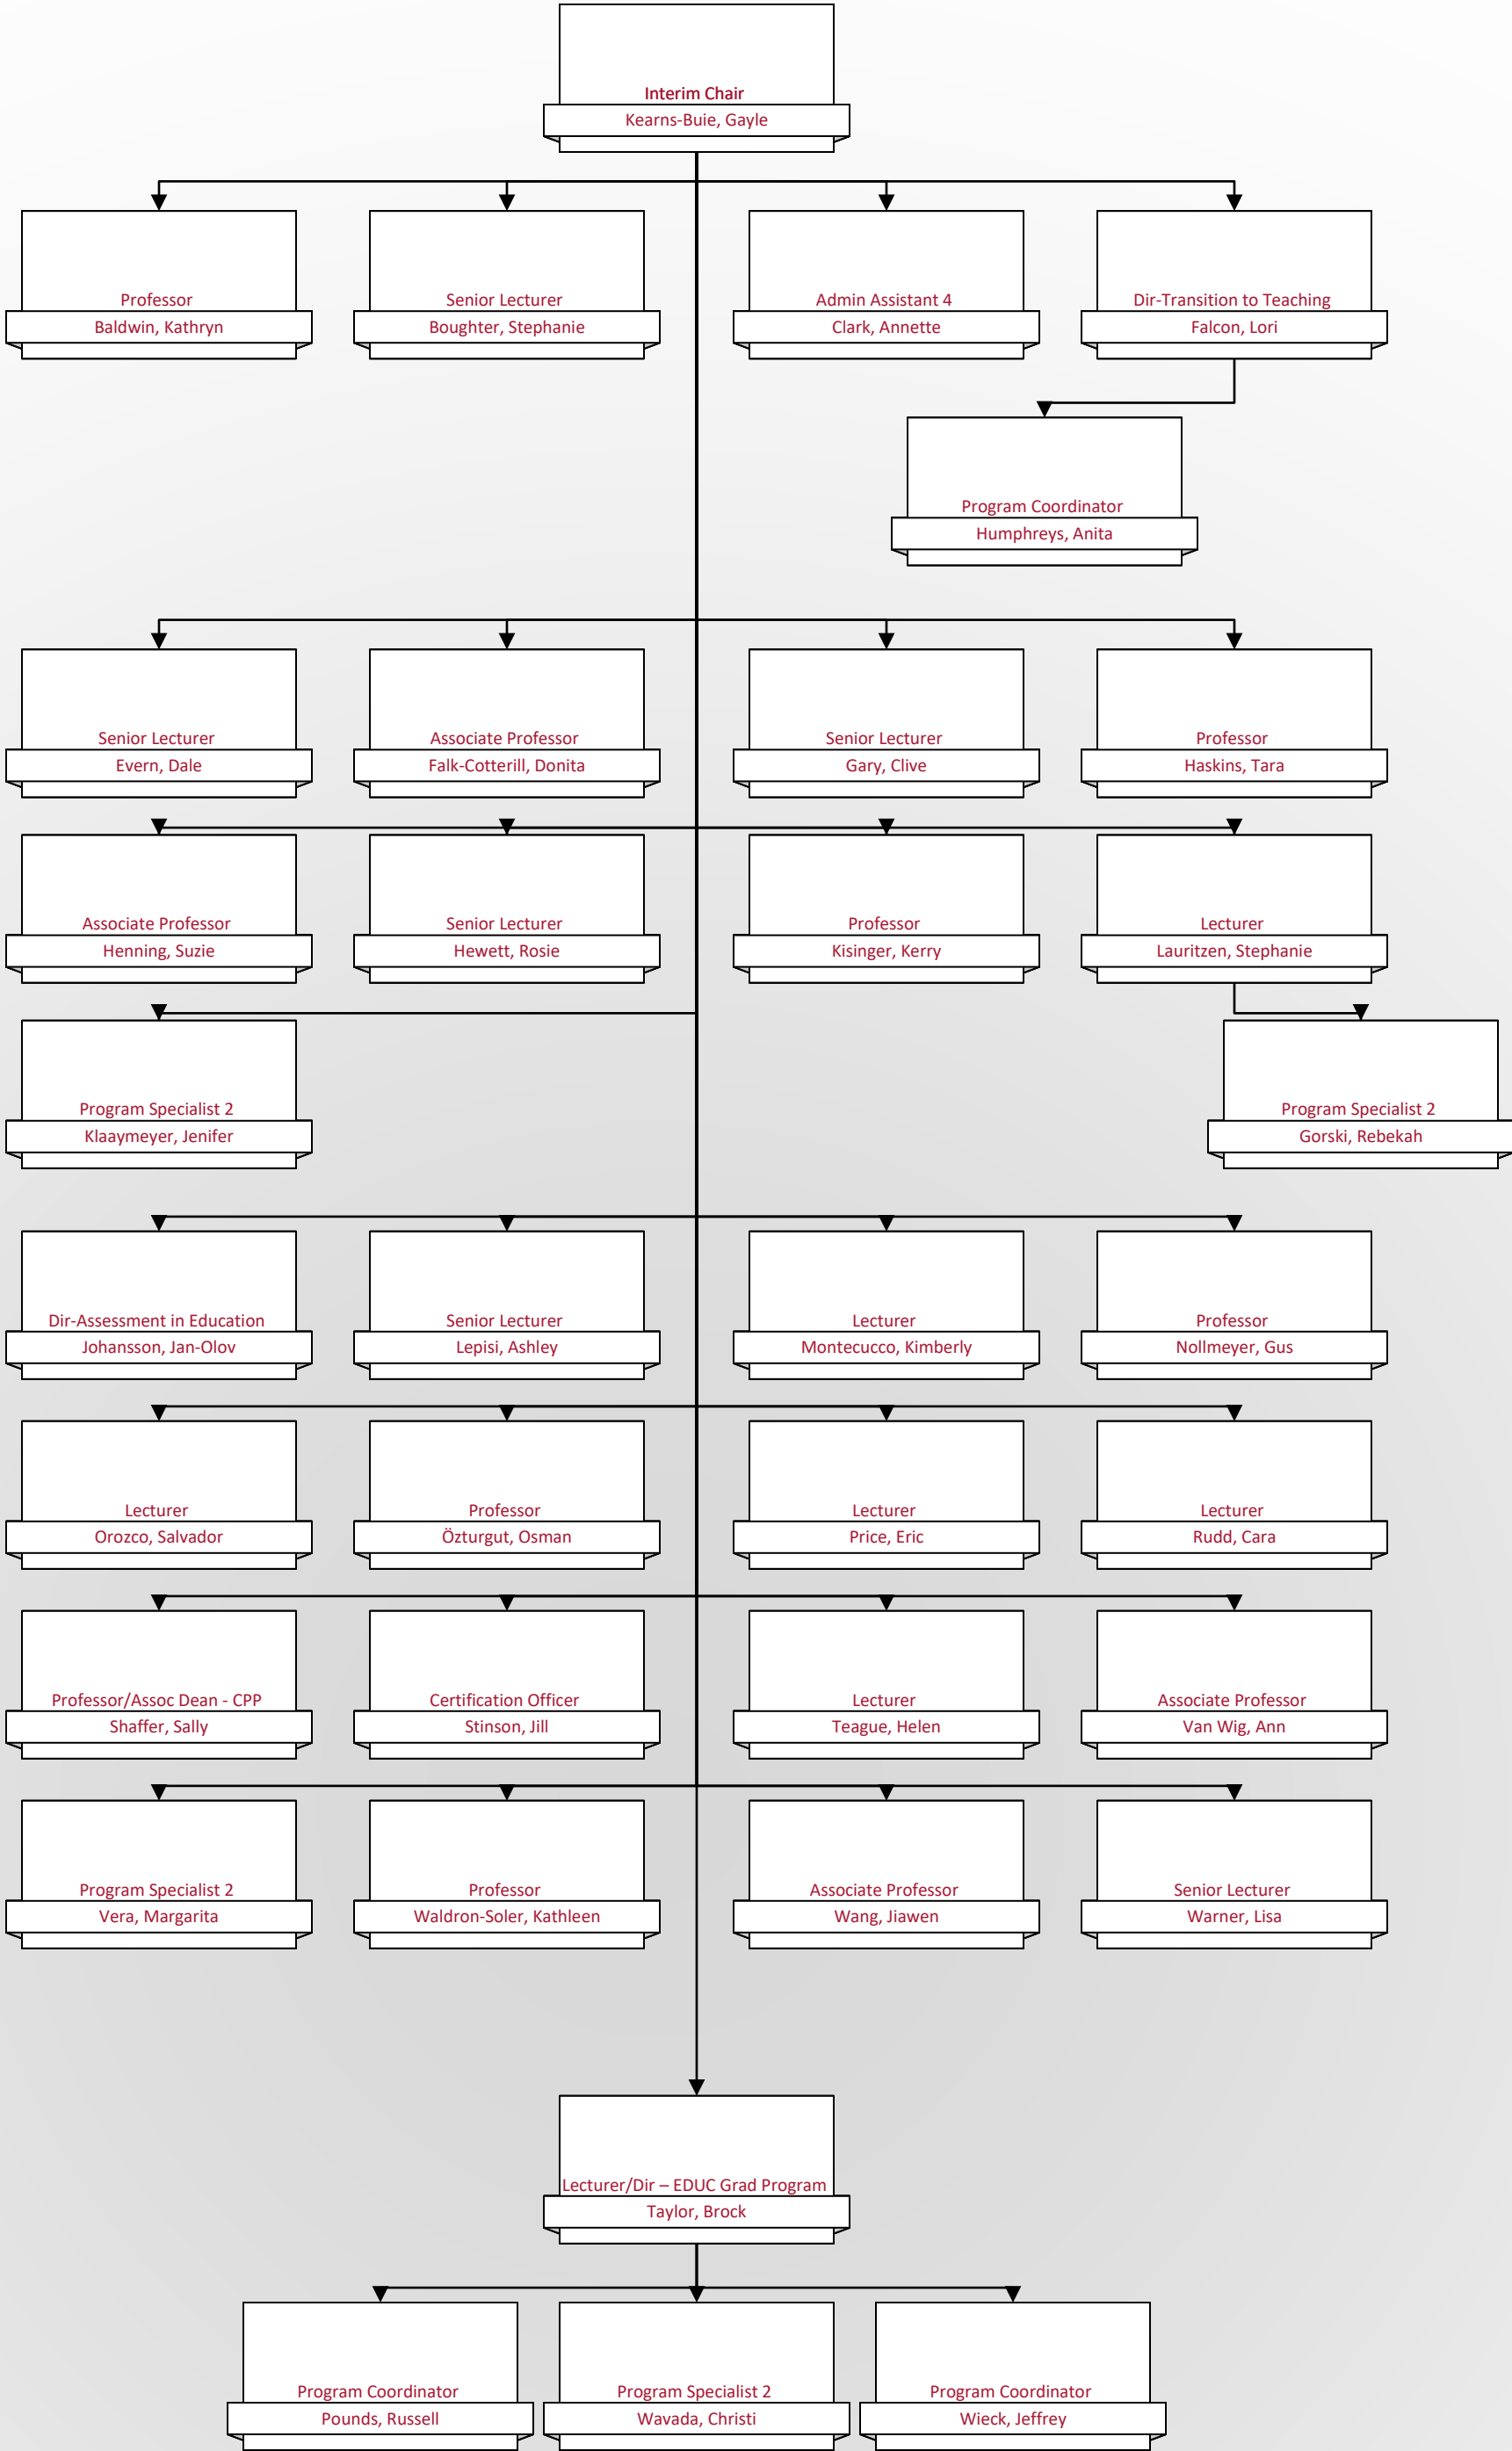 Interim Chair
Kearns-Buie, Gayle
Professor
Baldwin, Kathryn
Senior Lecturer
Boughter, Stephanie
Admin Assistant 4
Clark, Annette
Dir-Transition to Teaching
Falcon, Lori
Program Coordinator
Humphreys, Anita
Senior Lecturer
Evern, Dale
Associate Professor
Falk-Cotterill, Donita
Senior Lecturer
Gary, Clive
Professor
Haskins, Tara
Associate Professor
Henning, Suzie
Senior Lecturer
Hewett, Rosie
Professor
Kisinger, Kerry
Lecturer
Lauritzen, Stephanie
Program Specialist 2
Klaaymeyer, Jenifer
Program Specialist 2
Gorski, Rebekah
Dir-Assessment in Education
Johansson, Jan-Olov
Senior Lecturer
Lepisi, Ashley
Lecturer
Montecucco, Kimberly
Professor
Nollmeyer, Gus
Lecturer
Orozco, Salvador
Professor
Özturgut, Osman
Lecturer
Price, Eric
Lecturer
Rudd, Cara
Professor/Assoc Dean - CPP
Shaffer, Sally
Certification Officer
Stinson, Jill
Lecturer
Teague, Helen
Associate Professor
Van Wig, Ann
Program Specialist 2
Vera, Margarita
Professor
Waldron-Soler, Kathleen
Associate Professor
Wang, Jiawen
Senior Lecturer
Warner, Lisa
Lecturer/Dir – EDUC Grad Program
Taylor, Brock
Program Coordinator
Pounds, Russell
Program Specialist 2
Wavada, Christi
Program Coordinator
Wieck, Jeffrey